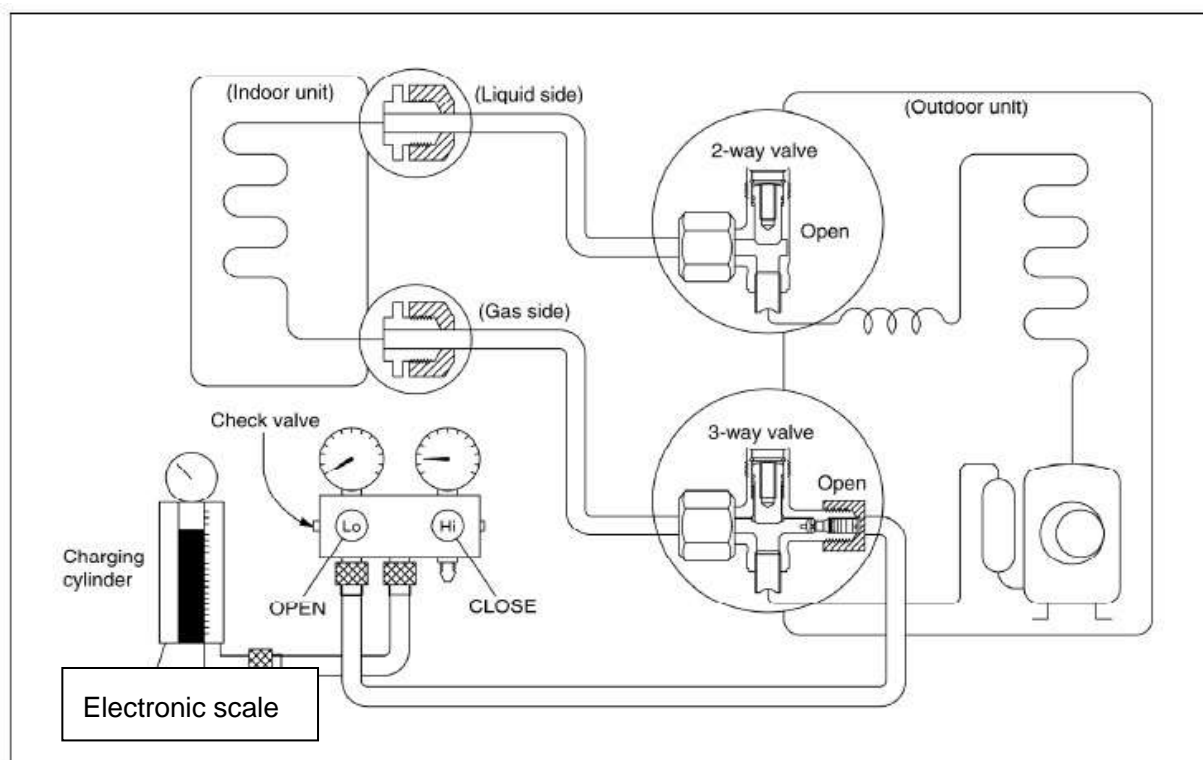 (Indoor unit)
(Liquid side)
(Outdoor unit)
2-way valve
Open
(Gas side)
Check valve
3-way valve
Open
Lo
Hi
Charging
cylinder
OPEN
CLOSE
Electronic scale